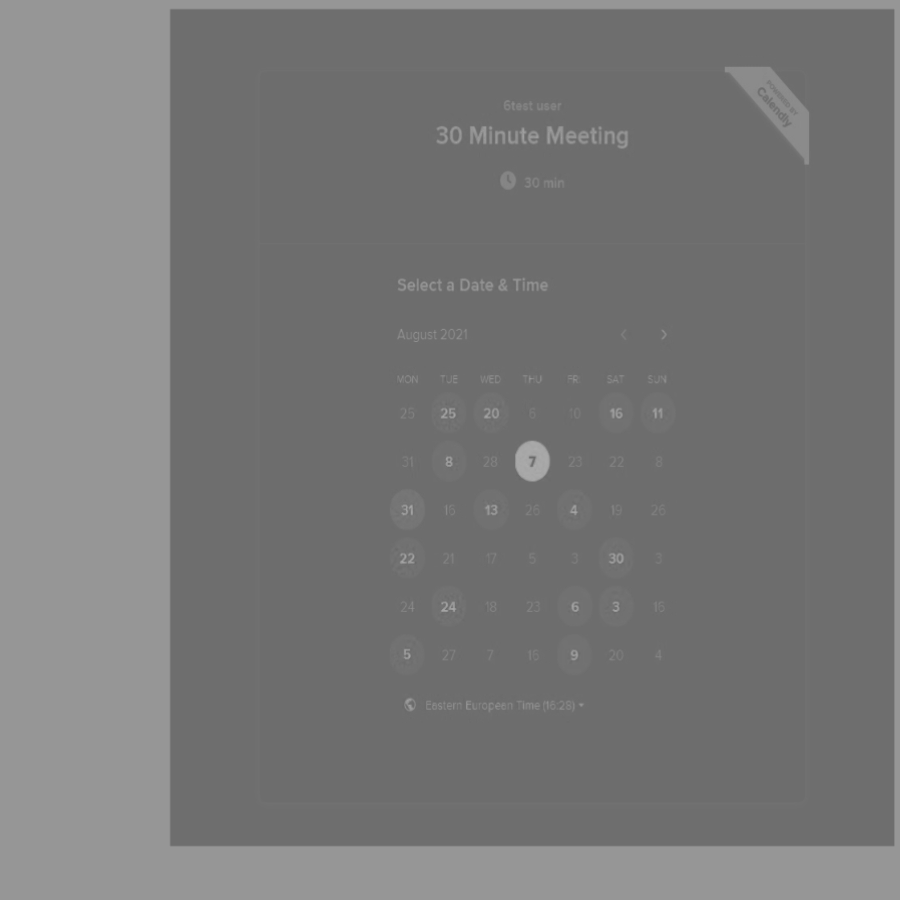 POWERED BY
Calendly
6test user
30 Minute Meeting
30 min
Select a Date & Time
August 2021
MON TUE WED THU FRI SAT SUN
25 25 20 6 10 16 11
31 8 28 7 23 22 8
31 15 13 26 4 19 26
22 21 17 5 3 30 3
24 24 18 23 6 3 15
5 27 7 15 9 20 4
Eastern European Time (16:28)